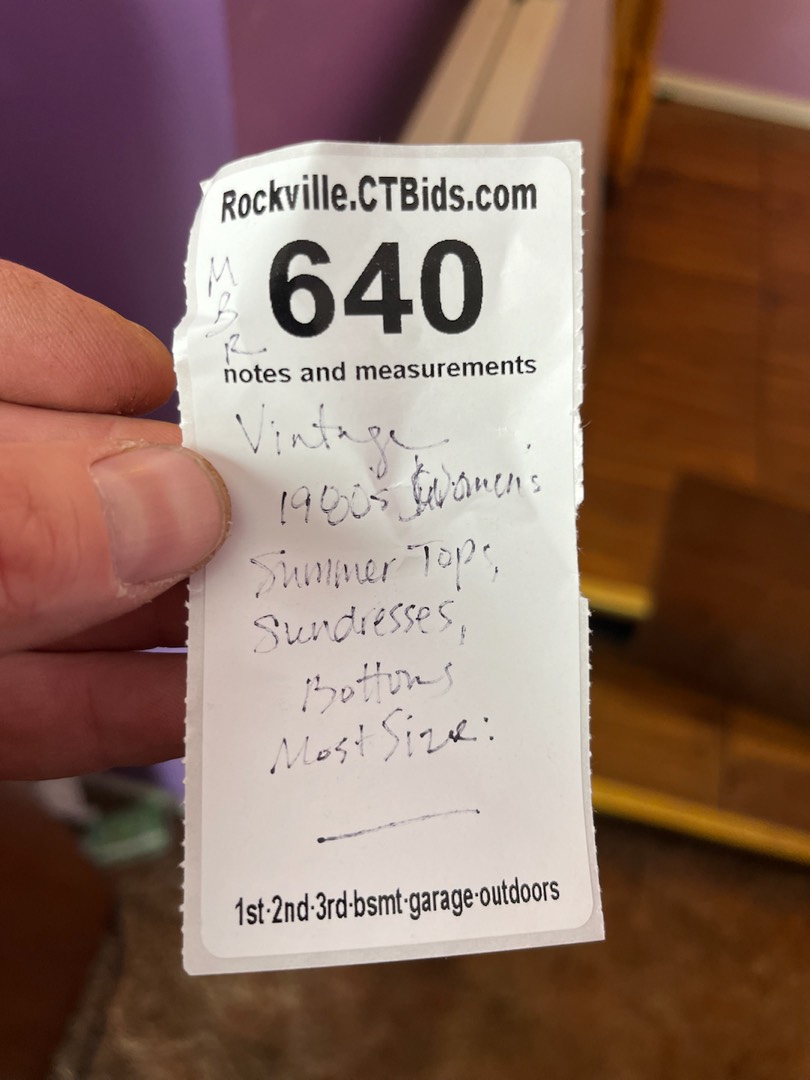 Rockville.CTBids.com
640
M
B
R
notes and measurements
Vintage
1980's Women's
Summer Tops,
Sundresses,
Bottoms
Most Size:
1st·2nd·3rd·bsmt·garage·outdoors